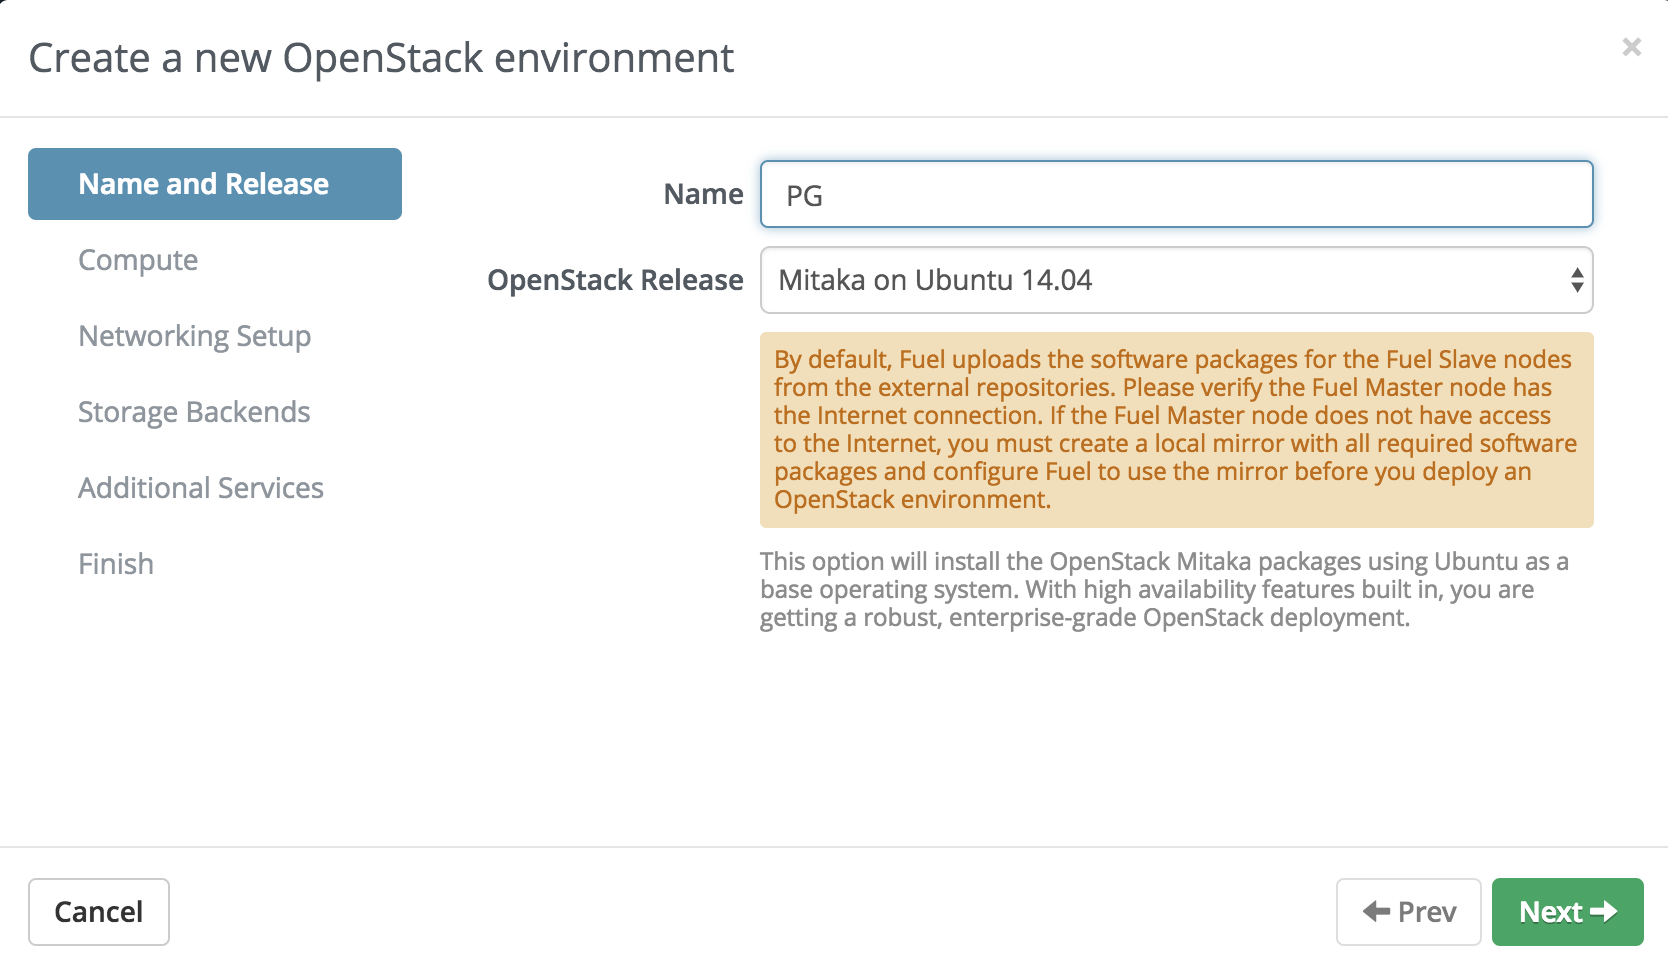 Create a new OpenStack environment
×
Name and Release
Compute
Networking Setup
Storage Backends
Additional Services
Finish
Name
PG
OpenStack Release
Mitaka on Ubuntu 14.04
By default, Fuel uploads the software packages for the Fuel Slave nodes
from the external repositories. Please verify the Fuel Master node has
the Internet connection. If the Fuel Master node does not have access
to the Internet, you must create a local mirror with all required software
packages and configure Fuel to use the mirror before you deploy an
OpenStack environment.
This option will install the OpenStack Mitaka packages using Ubuntu as a
base operating system. With high availability features built in, you are
getting a robust, enterprise-grade OpenStack deployment.
Cancel
Prev
Next